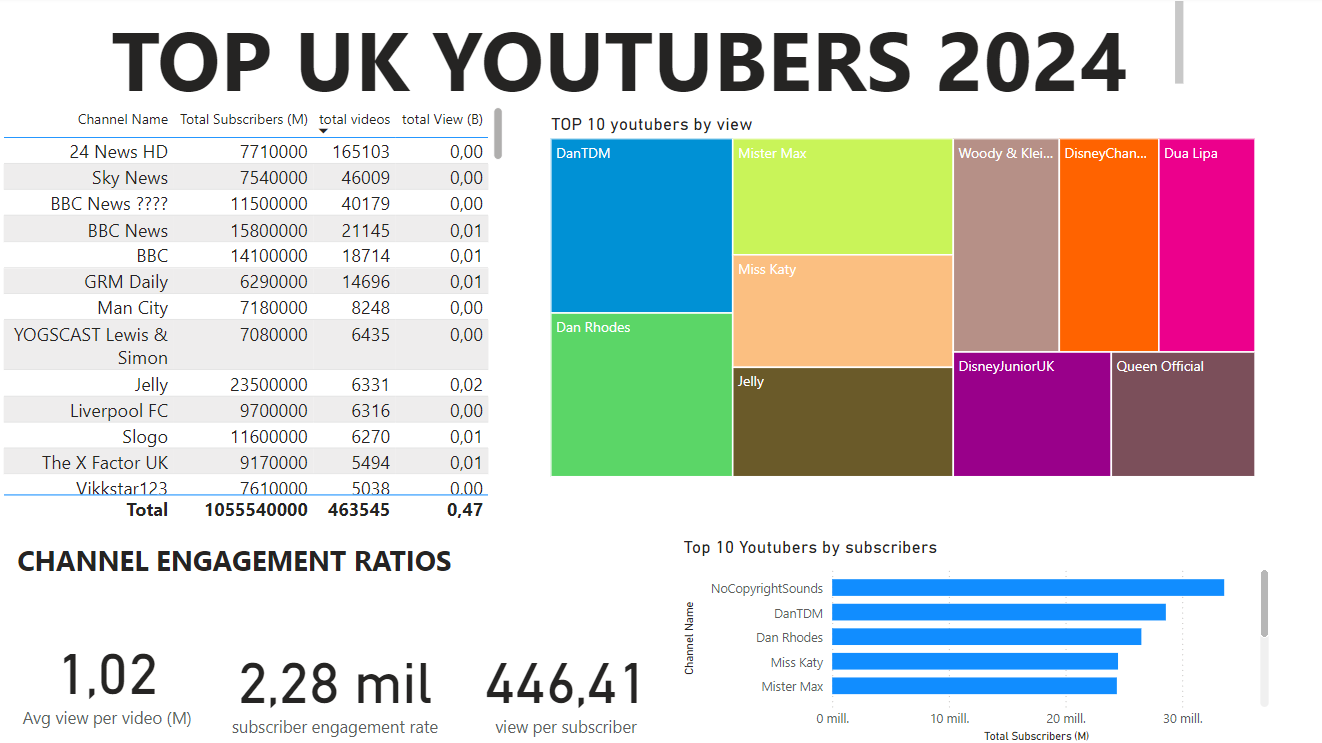 TOP UK YOUTUBERS 2024
Channel Name Total Subscribers (M) total videos total View (B)
24 News HD 7710000 165103 0,00
Sky News 7540000 46009 0,00
BBC News ???? 11500000 40179 0,00
BBC News 15800000 21145 0,01
BBC 14100000 18714 0,01
GRM Daily 6290000 14696 0,01
Man City 7180000 8248 0,00
YOGSCAST Lewis & 7080000 6435 0,00
Simon
Jelly 23500000 6331 0,02
Liverpool FC 9700000 6316 0,00
Slogo 11600000 6270 0,01
The X Factor UK 9170000 5494 0,01
Vikkstar123 7610000 5038 0,00
Total 1055540000 463545 0,47
TOP 10 youtubers by view
DanTDM
Dan Rhodes
Mister Max
Miss Katy
Jelly
Woody & Klei...
DisneyChan...
Dua Lipa
DisneyJuniorUK
Queen Official
CHANNEL ENGAGEMENT RATIOS
1,02
Avg view per video (M)
2,28 mil
subscriber engagement rate
446,41
view per subscriber
Top 10 Youtubers by subscribers
Channel Name
NoCopyrightSounds
DanTDM
Dan Rhodes
Miss Katy
Mister Max
0 mill. 10 mill. 20 mill. 30 mill.
Total Subscribers (M)